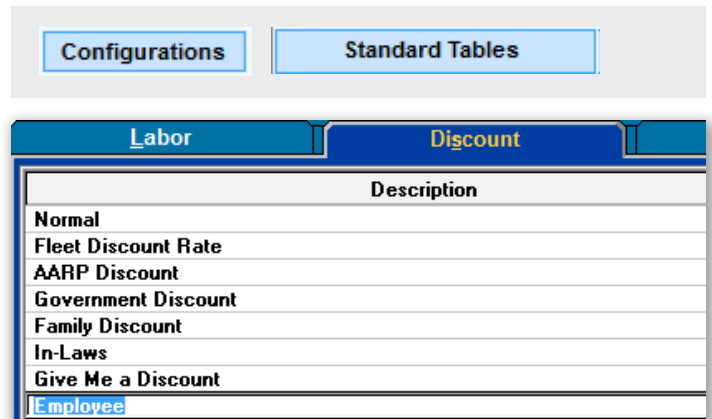 Configurations Standard Tables
Labor Discount
Description
Normal
Fleet Discount Rate
AARP Discount
Government Discount
Family Discount
In-Laws
Give Me a Discount
Employee